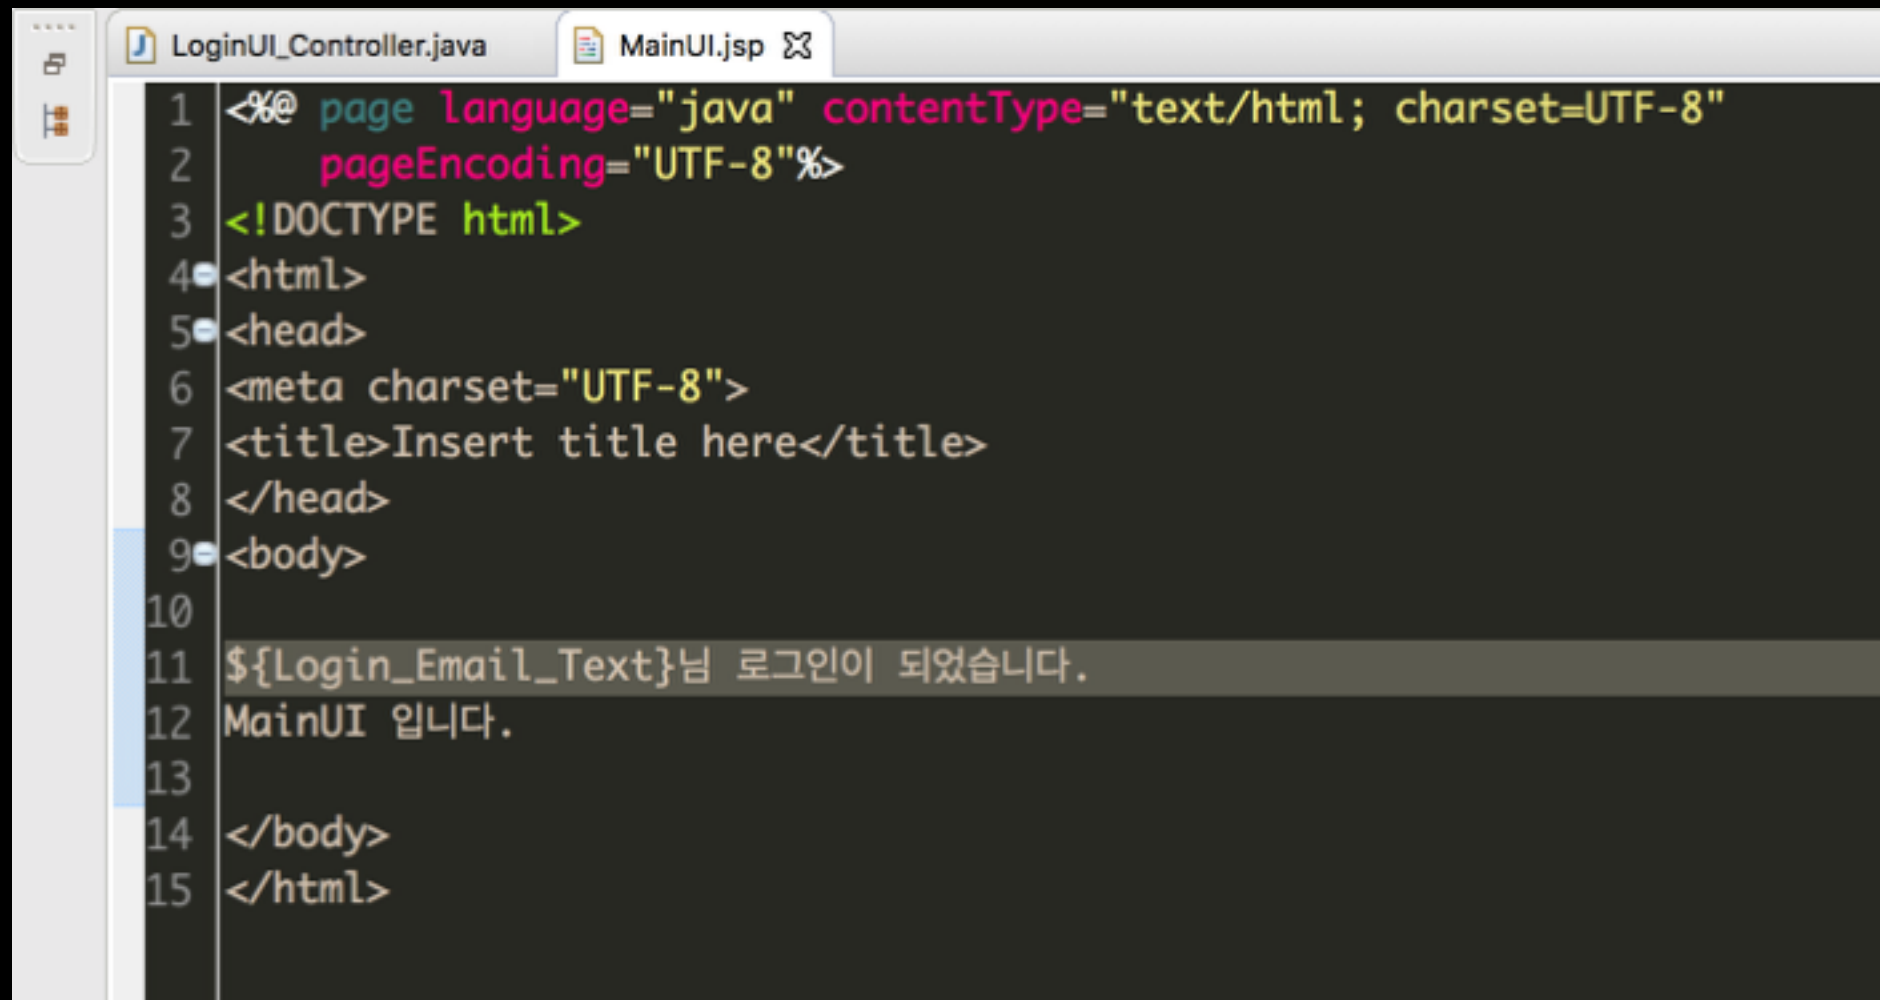 LoginUI_Controller.java MainUI.jsp
1 <%@ page language="java" contentType="text/html; charset=UTF-8"
2 pageEncoding="UTF-8"%>
3 <!DOCTYPE html>
4 <html>
5 <head>
6 <meta charset="UTF-8">
7 <title>Insert title here</title>
8 </head>
9 <body>
10
11 ${Login_Email_Text}님 로그인이 되었습니다.
12 MainUI 입니다.
13
14 </body>
15 </html>